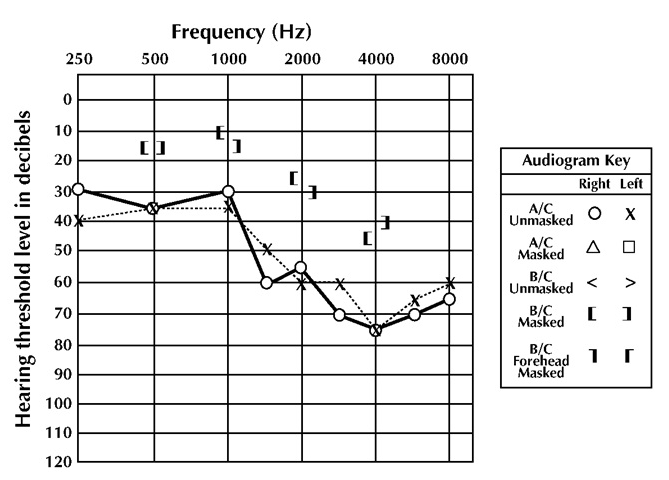 Frequency (Hz)
250 500 1000 2000 4000 8000
Hearing threshold level in decibels
0
10
20
30
40
50
60
70
80
90
100
110
120
Audiogram Key
Right Left
A/C
Unmasked O X
A/C
Masked △ □
B/C
Unmasked < >
B/C
Masked [ ]
B/C
Forehead
Masked ┐ ┌